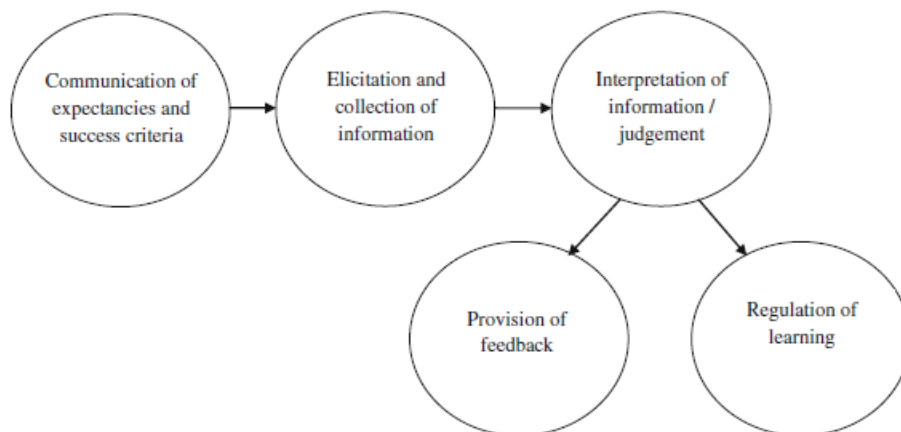 Communication of
expectancies and
success criteria
Elicitation and
collection of
information
Interpretation of
information /
judgement
Provision of
feedback
Regulation of
learning